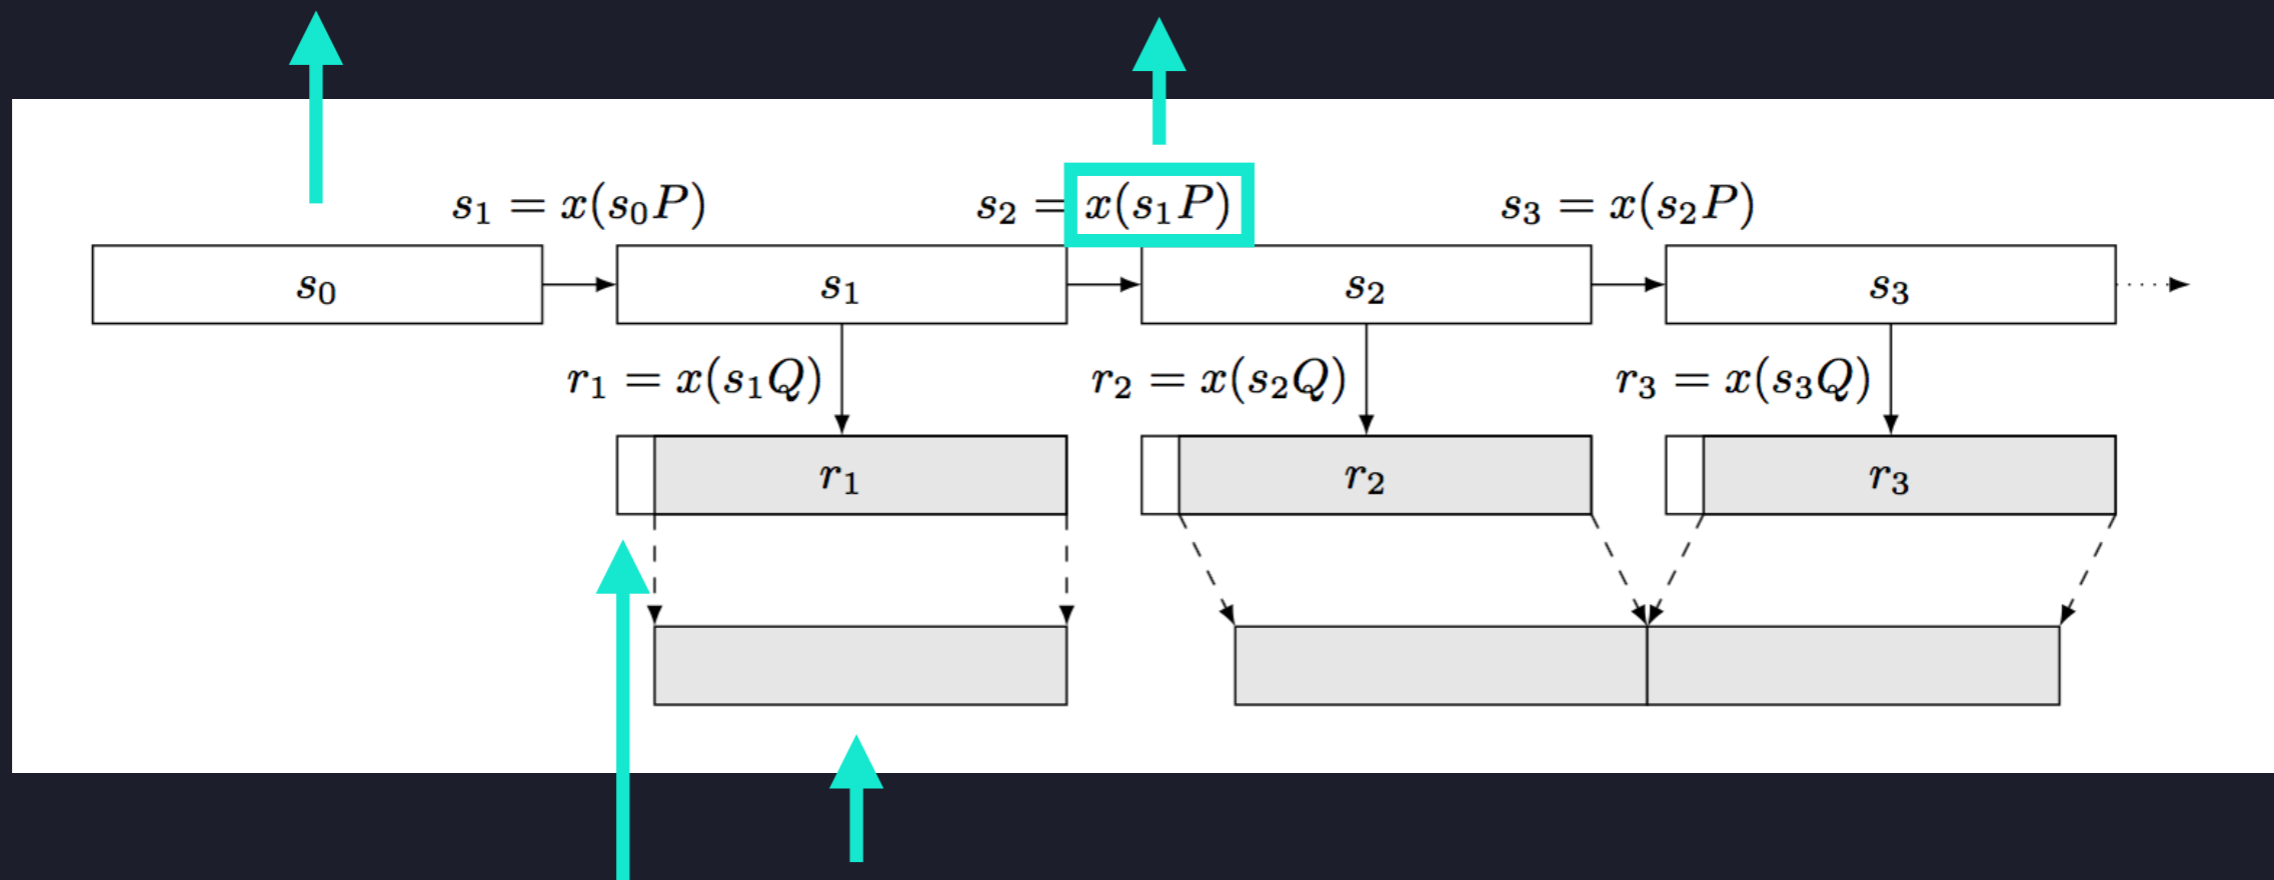 s₁ = x(s₀P) s₂ = x(s₁P) s₃ = x(s₂P)
s₀ s₁ s₂ s₃
r₁ = x(s₁Q) r₂ = x(s₂Q) r₃ = x(s₃Q)
r₁ r₂ r₃